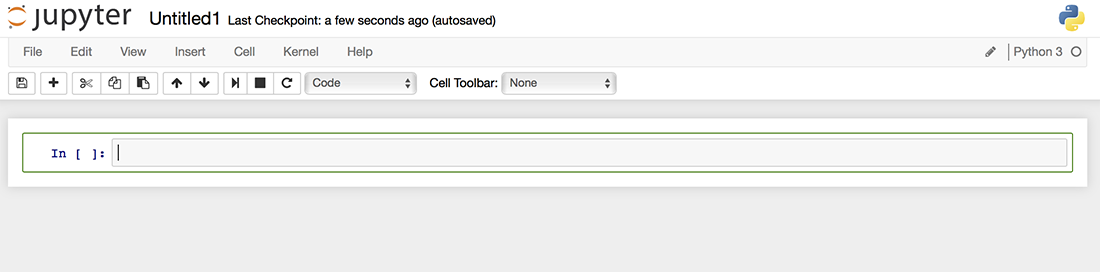 jupyter Untitled1 Last Checkpoint: a few seconds ago (autosaved)
File Edit View Insert Cell Kernel Help Python 3
Code Cell Toolbar: None
In [ ]: